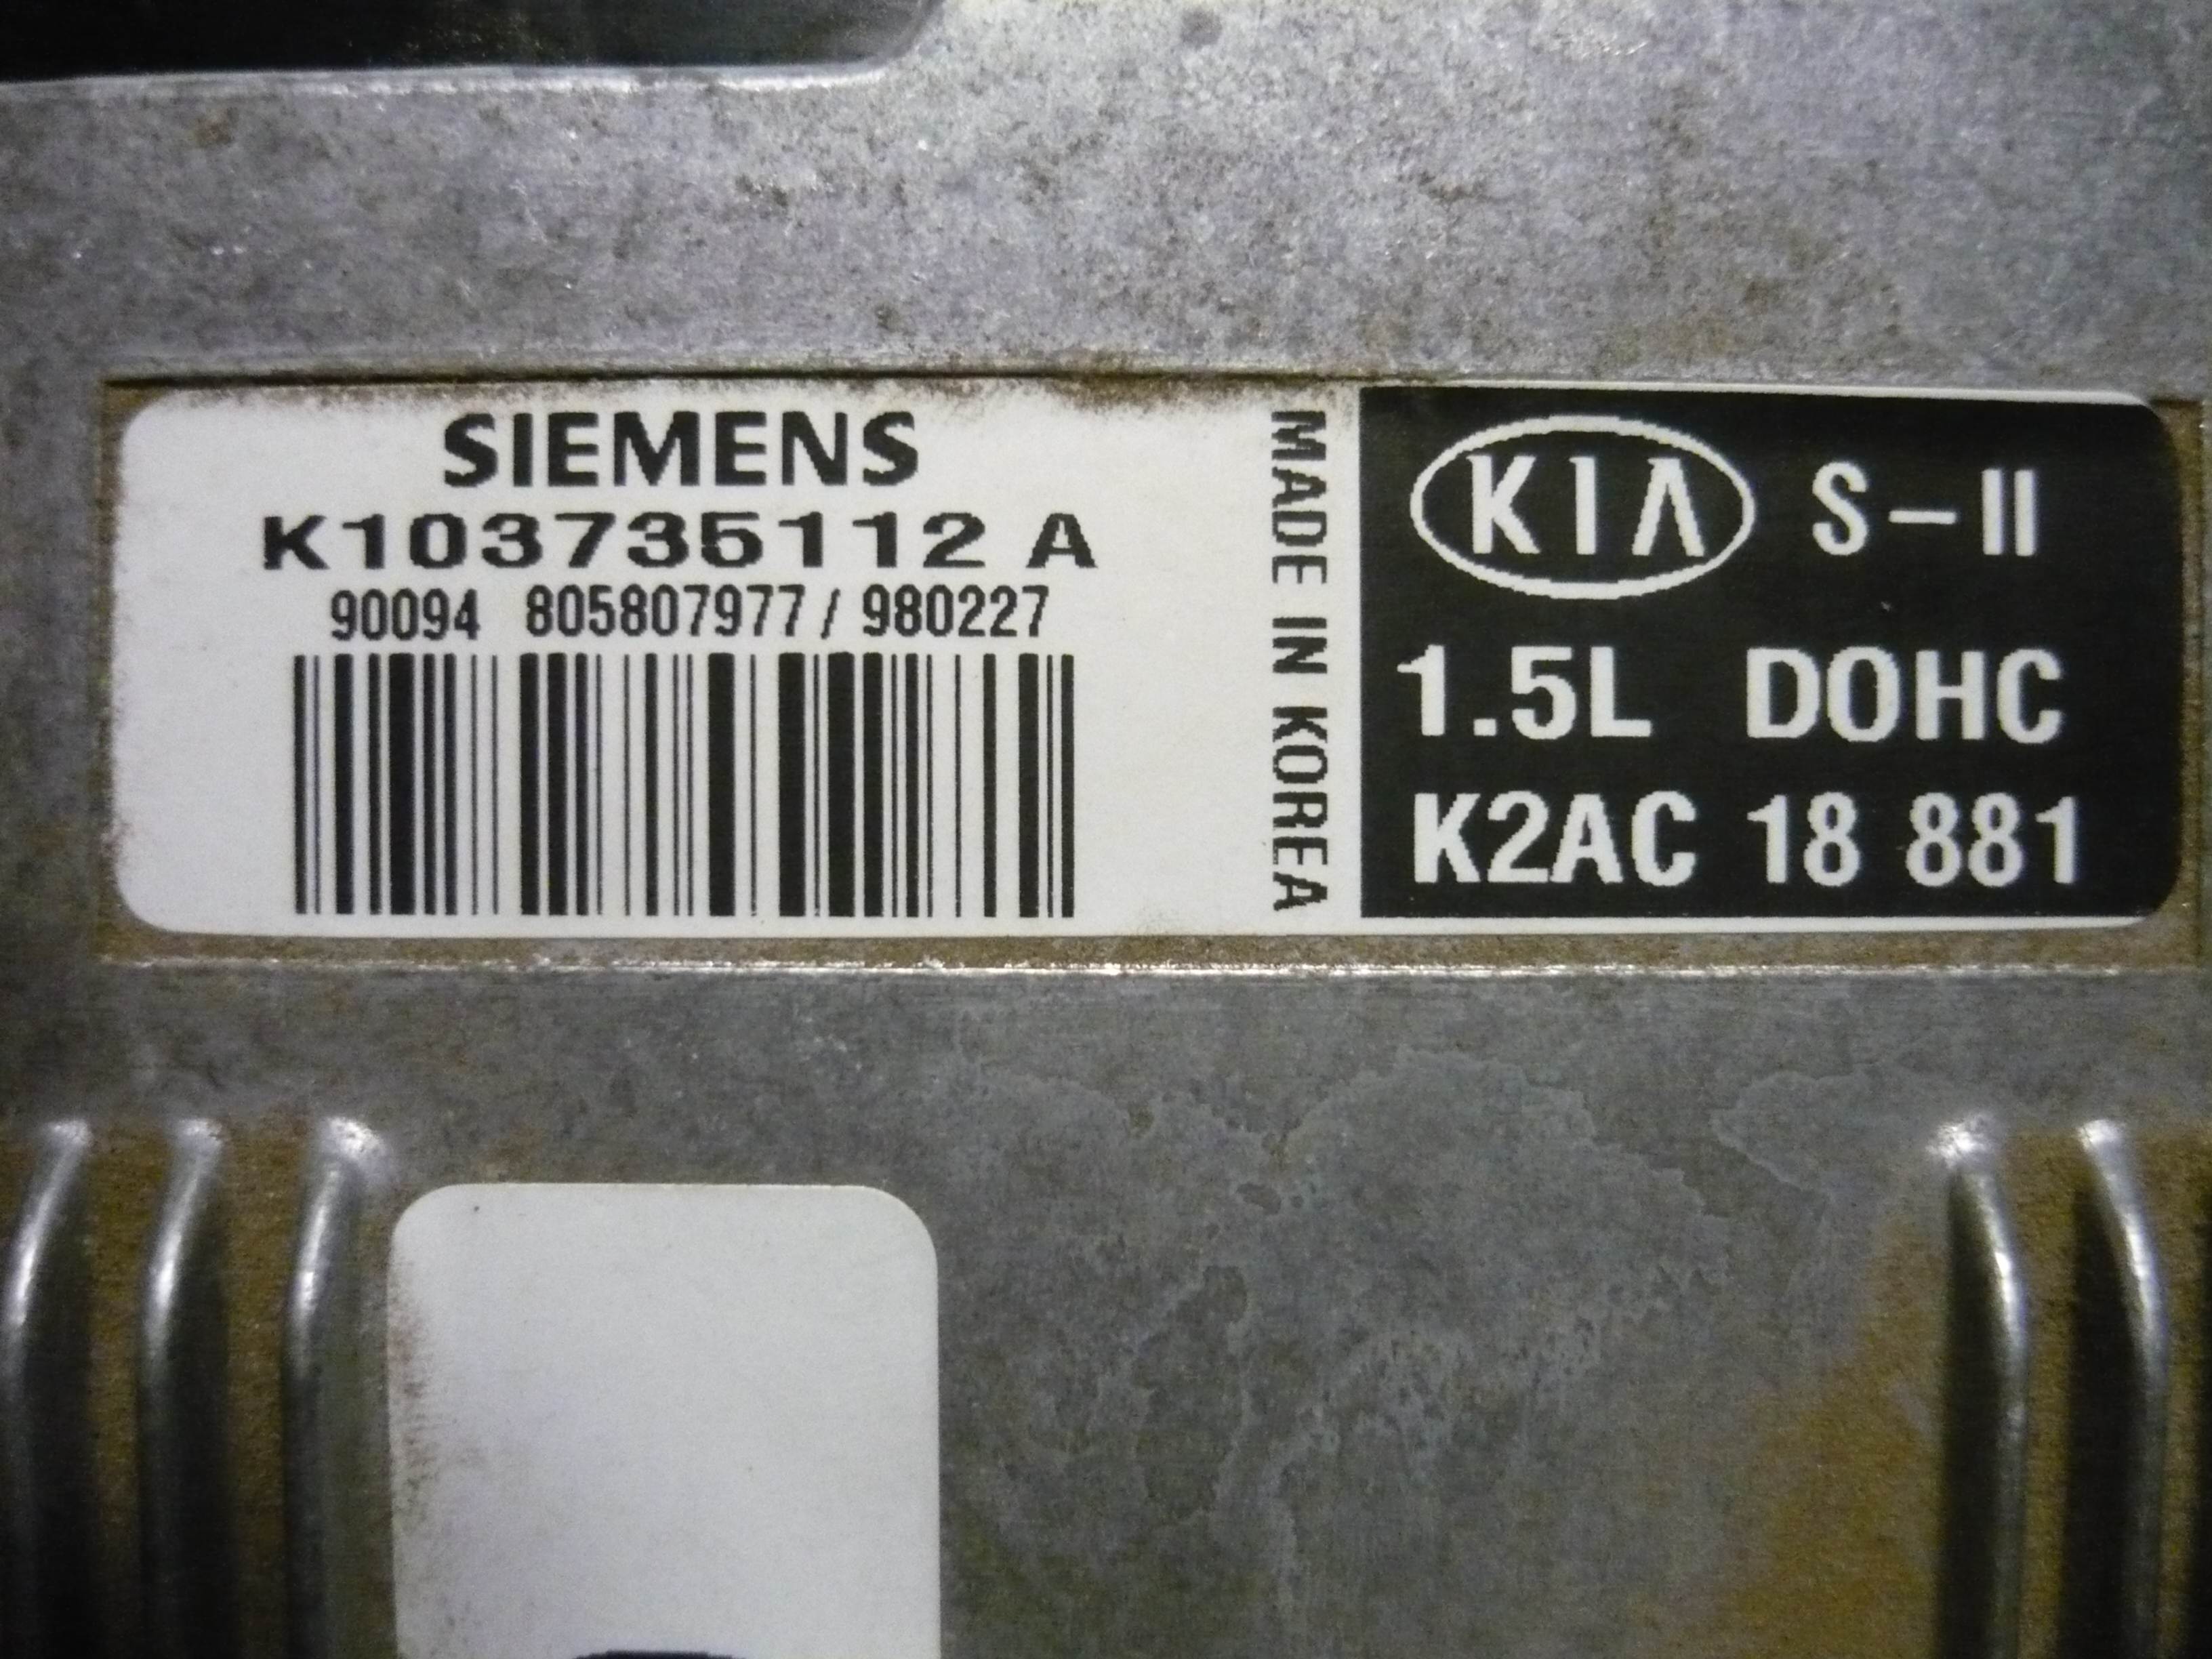 SIEMENS
K103735112 A
90094 805807977 / 980227
MADE IN KOREA
KIA S-II
1.5L DOHC
K2AC 18 881